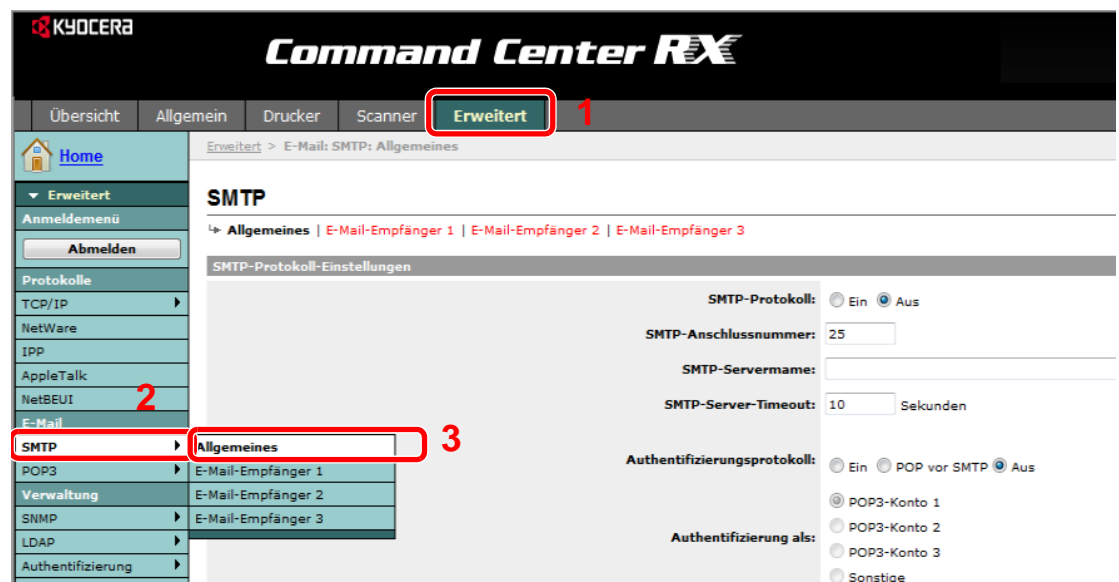 KYOCERA
Command Center RX
Übersicht Allgemein Drucker Scanner Erweitert 1
Home
Erweitert > E-Mail: SMTP: Allgemeines
Erweitert
SMTP
Anmeldemenü
Allgemeines | E-Mail-Empfänger 1 | E-Mail-Empfänger 2 | E-Mail-Empfänger 3
Abmelden
SMTP-Protokoll-Einstellungen
Protokolle
TCP/IP
SMTP-Protokoll: Ein Aus
NetWare
SMTP-Anschlussnummer: 25
IPP
AppleTalk
SMTP-Servername:
NetBEUI
2
SMTP-Server-Timeout: 10 Sekunden
E-Mail
SMTP
Allgemeines
3
POP3
E-Mail-Empfänger 1
Authentifizierungsprotokoll: Ein POP vor SMTP Aus
Verwaltung
E-Mail-Empfänger 2
SNMP
E-Mail-Empfänger 3
LDAP
Authentifizierung
Authentifizierung als:
POP3-Konto 1
POP3-Konto 2
POP3-Konto 3
Sonstige